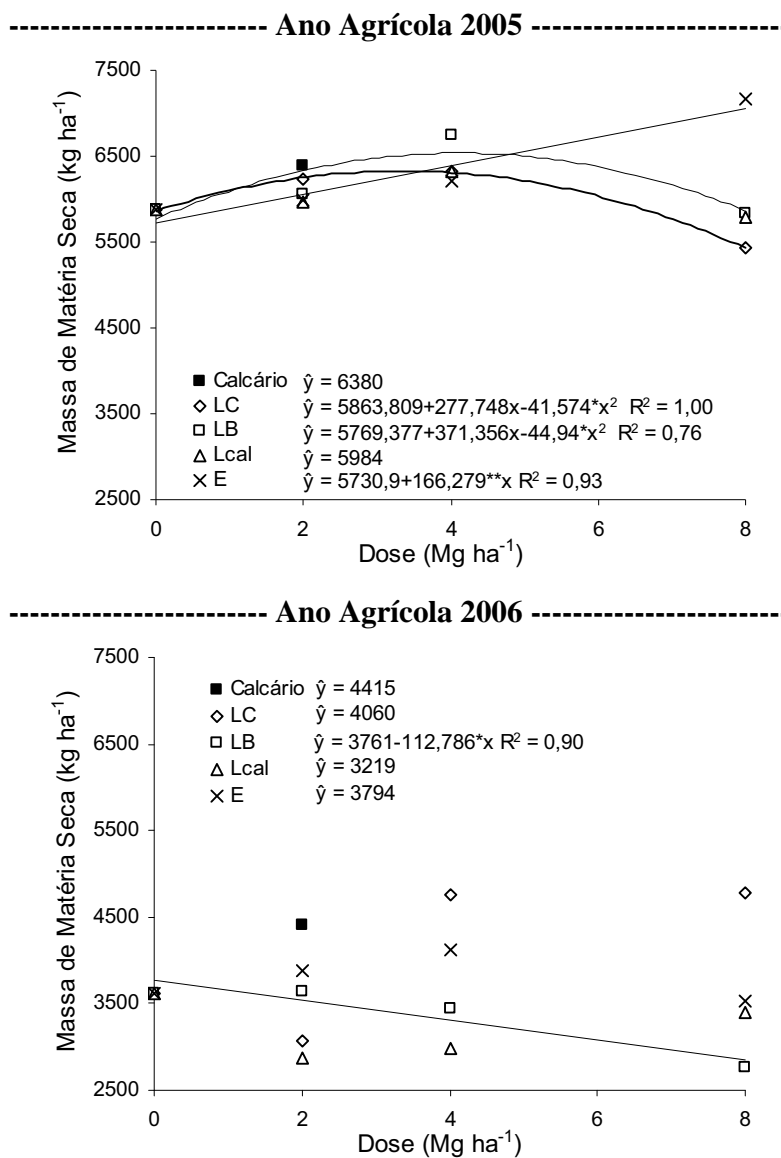 ----------------------- Ano Agrícola 2005 -----------------------
7500
6500
5500
4500
3500
2500
Massa de Matéria Seca (kg ha⁻¹)
■ Calcário ŷ = 6380
◇ LC ŷ = 5863,809+277,748x-41,574*x² R² = 1,00
□ LB ŷ = 5769,377+371,356x-44,94*x² R² = 0,76
△ Lcal ŷ = 5984
× E ŷ = 5730,9+166,279**x R² = 0,93
0 2 4 6 8
Dose (Mg ha⁻¹)
----------------------- Ano Agrícola 2006 -----------------------
7500
6500
5500
4500
3500
2500
Massa de Matéria Seca (kg ha⁻¹)
■ Calcário ŷ = 4415
◇ LC ŷ = 4060
□ LB ŷ = 3761-112,786*x R² = 0,90
△ Lcal ŷ = 3219
× E ŷ = 3794
0 2 4 6 8
Dose (Mg ha⁻¹)